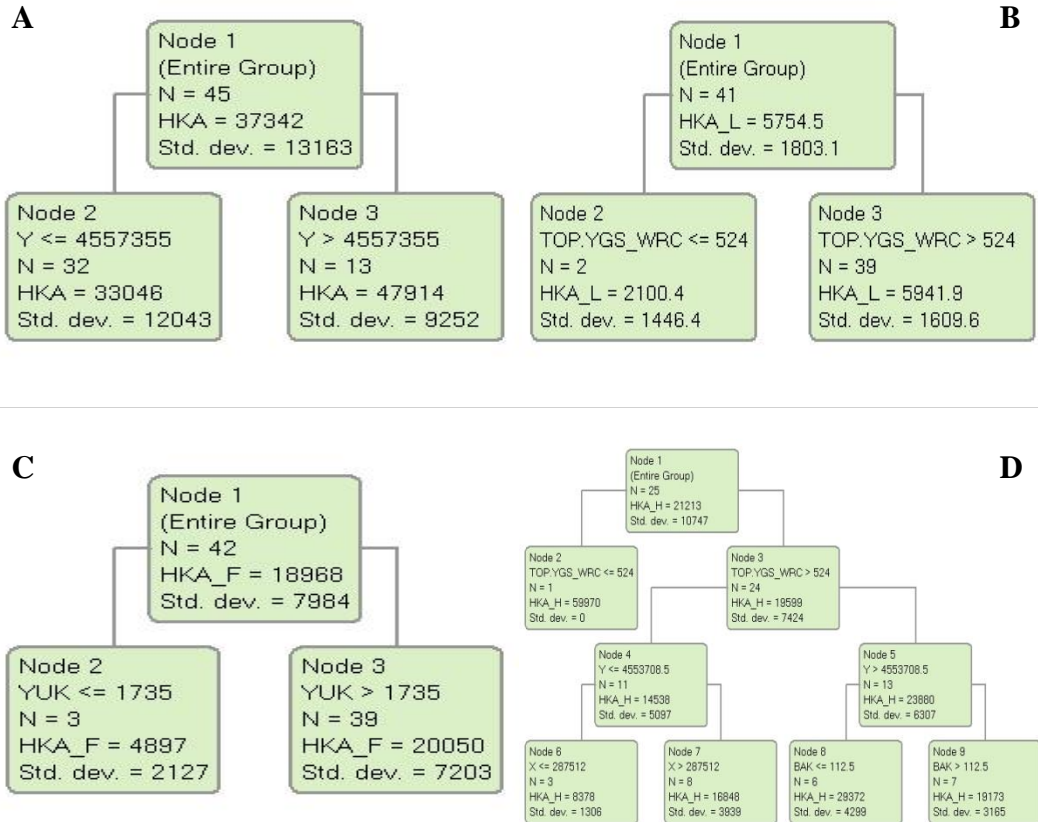 A
Node 1
(Entire Group)
N = 45
HKA = 37342
Std. dev. = 13163
Node 2
Y <= 4557355
N = 32
HKA = 33046
Std. dev. = 12043
Node 3
Y > 4557355
N = 13
HKA = 47914
Std. dev. = 9252
B
Node 1
(Entire Group)
N = 41
HKA_L = 5754.5
Std. dev. = 1803.1
Node 2
TOP.YGS_WRC <= 524
N = 2
HKA_L = 2100.4
Std. dev. = 1446.4
Node 3
TOP.YGS_WRC > 524
N = 39
HKA_L = 5941.9
Std. dev. = 1609.6
C
Node 1
(Entire Group)
N = 42
HKA_F = 18968
Std. dev. = 7984
Node 2
YUK <= 1735
N = 3
HKA_F = 4897
Std. dev. = 2127
Node 3
YUK > 1735
N = 39
HKA_F = 20050
Std. dev. = 7203
D
Node 1
(Entire Group)
N = 25
HKA_H = 21213
Std. dev. = 10747
Node 2
TOP.YGS_WRC <= 524
N = 1
HKA_H = 59970
Std. dev. = 0
Node 3
TOP.YGS_WRC > 524
N = 24
HKA_H = 19599
Std. dev. = 7424
Node 4
Y <= 4553708.5
N = 11
HKA_H = 14538
Std. dev. = 5097
Node 5
Y > 4553708.5
N = 13
HKA_H = 23880
Std. dev. = 6307
Node 6
X <= 287512
N = 3
HKA_H = 8378
Std. dev. = 1306
Node 7
X > 287512
N = 8
HKA_H = 16848
Std. dev. = 3939
Node 8
BAK <= 112.5
N = 6
HKA_H = 29372
Std. dev. = 4299
Node 9
BAK > 112.5
N = 7
HKA_H = 19173
Std. dev. = 3165